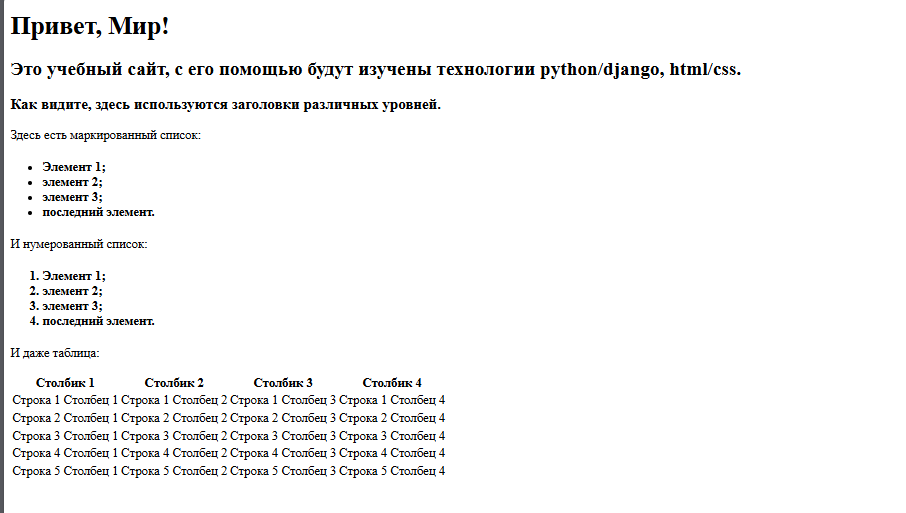 Привет, Мир!
Это учебный сайт, с его помощью будут изучены технологии python/django, html/css.
Как видите, здесь используются заголовки различных уровней.
Здесь есть маркированный список:
• Элемент 1;
• элемент 2;
• элемент 3;
• последний элемент.
И нумерованный список:
1. Элемент 1;
2. элемент 2;
3. элемент 3;
4. последний элемент.
И даже таблица:
Столбик 1 Столбик 2 Столбик 3 Столбик 4
Строка 1 Столбец 1 Строка 1 Столбец 2 Строка 1 Столбец 3 Строка 1 Столбец 4
Строка 2 Столбец 1 Строка 2 Столбец 2 Строка 2 Столбец 3 Строка 2 Столбец 4
Строка 3 Столбец 1 Строка 3 Столбец 2 Строка 3 Столбец 3 Строка 3 Столбец 4
Строка 4 Столбец 1 Строка 4 Столбец 2 Строка 4 Столбец 3 Строка 4 Столбец 4
Строка 5 Столбец 1 Строка 5 Столбец 2 Строка 5 Столбец 3 Строка 5 Столбец 4